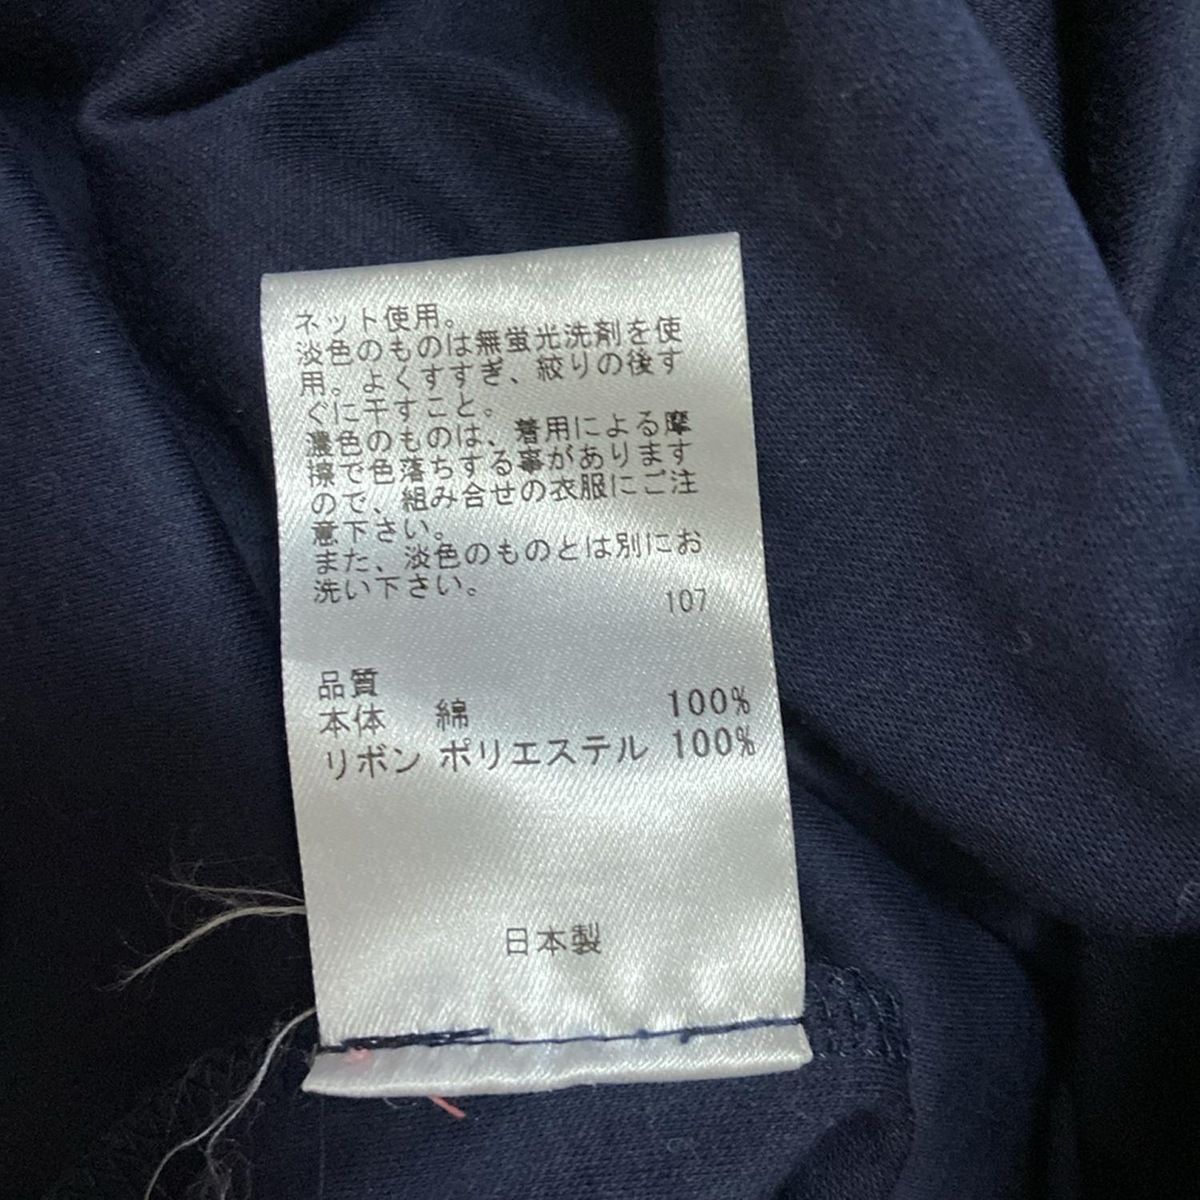 ネット使用。
淡色のものは無蛍光洗剤を使
用。よくすすぎ、絞りの後す
ぐに干すこと。
濃色のものは、着用による摩
擦で色落ちする事があります
ので、組み合せの衣服にご注
意下さい。
また、淡色のものとは別にお
洗い下さい。
107
品質
本体 綿 100%
リボン ポリエステル 100%
日本製